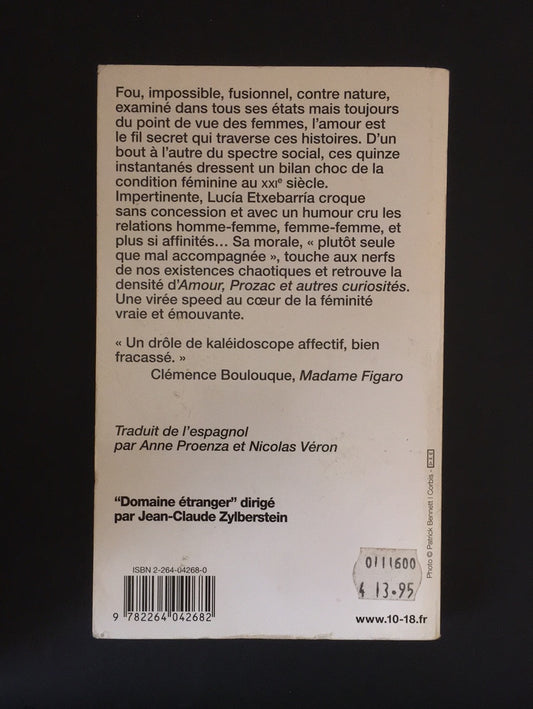 Fou, impossible, fusionnel, contre nature,
examiné dans tous ses états mais toujours
du point de vue des femmes, l'amour est
le fil secret qui traverse ces histoires. D'un
bout à l'autre du spectre social, ces quinze
instantanés dressent un bilan choc de la
condition féminine au XXIe siècle.
Impertinente, Lucía Etxebarría croque
sans concession et avec un humour cru les
relations homme-femme, femme-femme, et
plus si affinités... Sa morale, « plutôt seule
que mal accompagnée », touche aux nerfs
de nos existences chaotiques et retrouve la
densité d'Amour, Prozac et autres curiosités.
Une virée speed au cœur de la féminité
vraie et émouvante.
« Un drôle de kaléidoscope affectif, bien
fracassé. »
Clémence Boulouque, Madame Figaro
Traduit de l'espagnol
par Anne Proenza et Nicolas Véron
"Domaine étranger" dirigé
par Jean-Claude Zylberstein
ISBN 2-264-04268-0
9 782264 042682
0111600
13.95
www.10-18.fr
Photo © Patrick Bennett | Corbis -